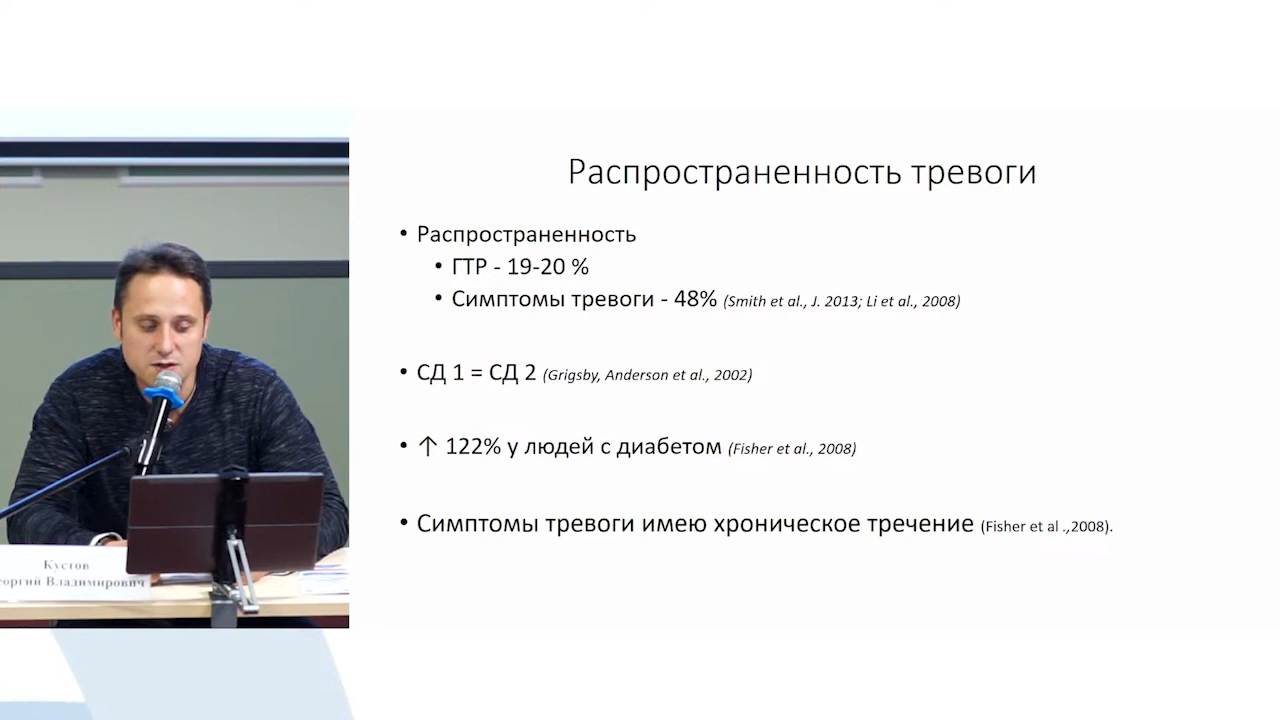 Распространенность тревоги
• Распространенность
• ГТР - 19-20 %
• Симптомы тревоги - 48% (Smith et al., J. 2013; Li et al., 2008)
• СД 1 = СД 2 (Grigsby, Anderson et al., 2002)
• ↑ 122% у людей с диабетом (Fisher et al., 2008)
• Симптомы тревоги имею хроническое тречение (Fisher et al .,2008).
Кустов
еоргий Владимирович